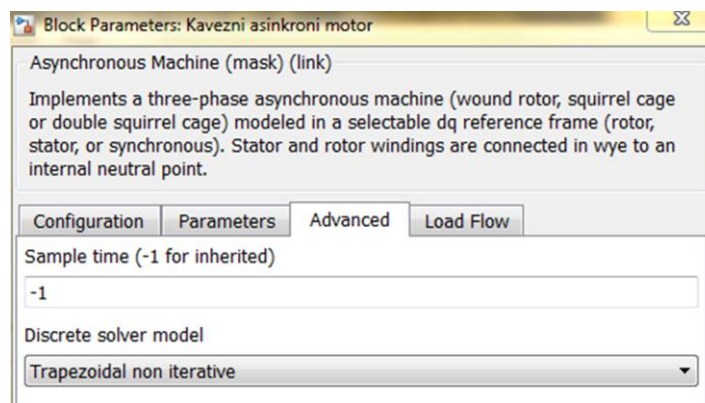 Block Parameters: Kavezni asinkroni motor
Asynchronous Machine (mask) (link)
Implements a three-phase asynchronous machine (wound rotor, squirrel cage
or double squirrel cage) modeled in a selectable dq reference frame (rotor,
stator, or synchronous). Stator and rotor windings are connected in wye to an
internal neutral point.
Configuration Parameters Advanced Load Flow
Sample time (-1 for inherited)
-1
Discrete solver model
Trapezoidal non iterative